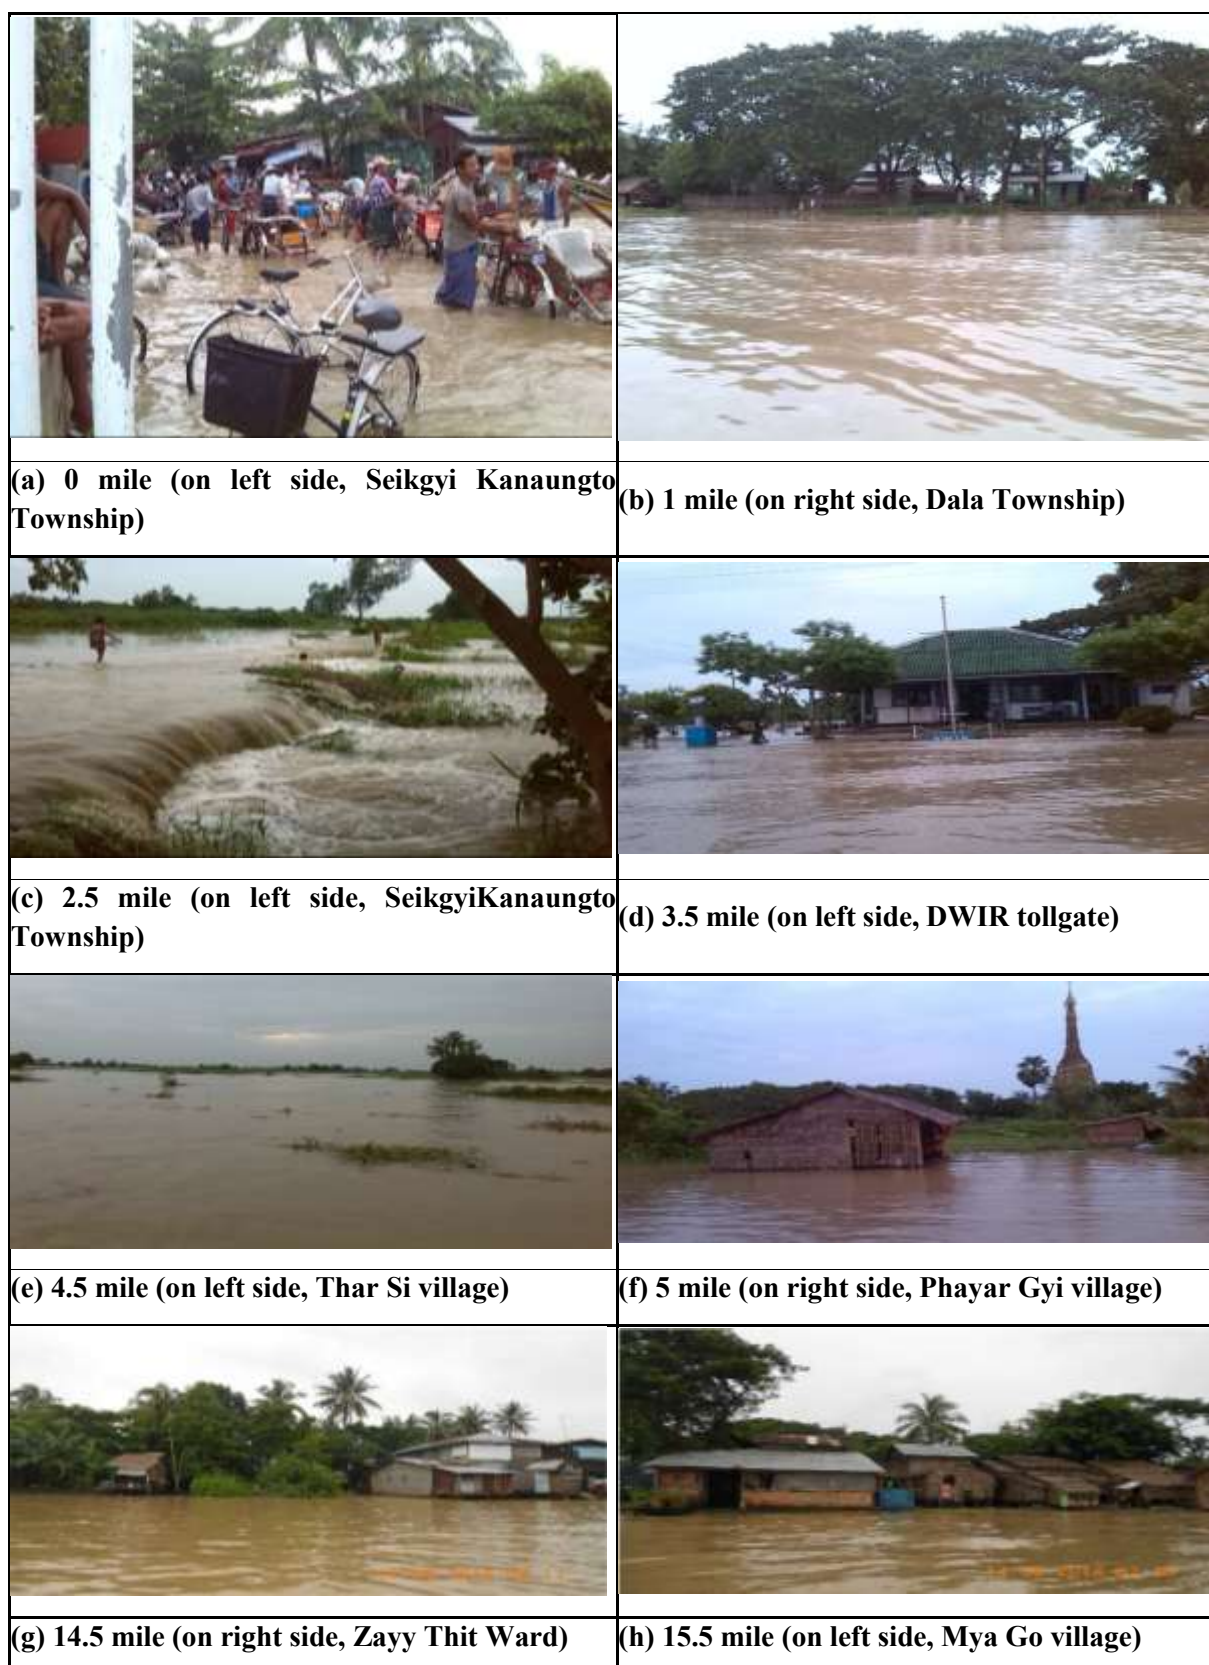 (a) 0 mile (on left side, Seikgyi Kanaungto
Township)
(b) 1 mile (on right side, Dala Township)
(c) 2.5 mile (on left side, SeikgyiKanaungto
Township)
(d) 3.5 mile (on left side, DWIR tollgate)
(e) 4.5 mile (on left side, Thar Si village)
(f) 5 mile (on right side, Phayar Gyi village)
(g) 14.5 mile (on right side, Zayy Thit Ward)
(h) 15.5 mile (on left side, Mya Go village)